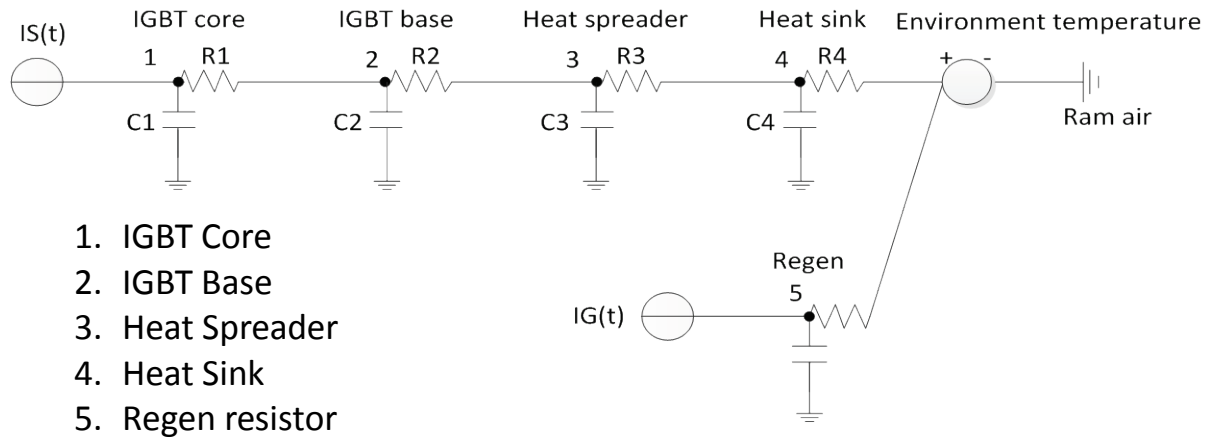 IS(t)
IGBT core
IGBT base
Heat spreader
Heat sink
Environment temperature
1 R1
2 R2
3 R3
4 R4
+ -
C1
C2
C3
C4
Ram air
1. IGBT Core
2. IGBT Base
3. Heat Spreader
4. Heat Sink
5. Regen resistor
Regen
5
IG(t)